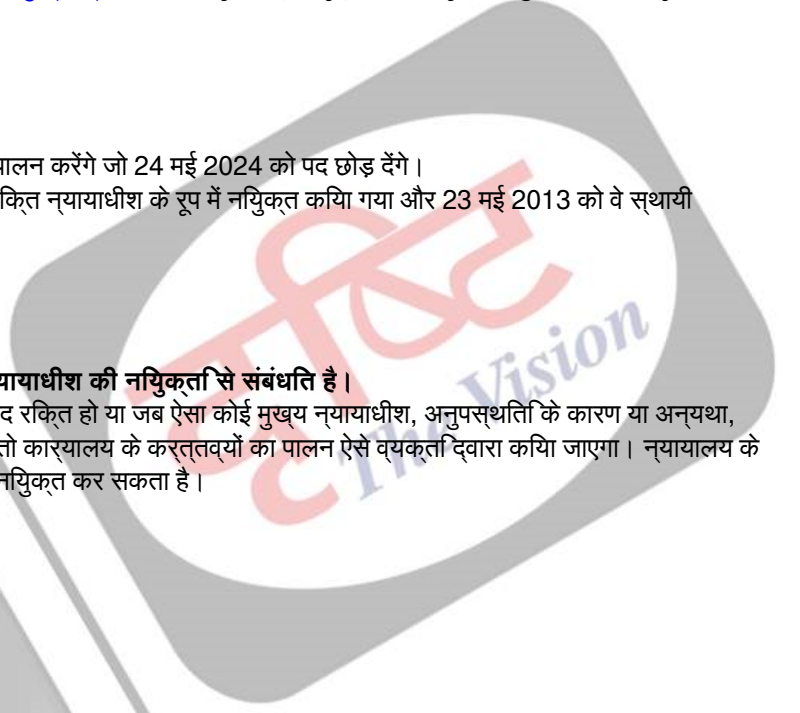 पालन करेंगे जो 24 मई 2024 को पद छोड़ देंगे।
क्ति न्यायाधीश के रूप में नियुक्त किया गया और 23 मई 2013 को वे स्थायी
यायाधीश की नियुक्ति से संबंधित है।
द रिक्त हो या जब ऐसा कोई मुख्य न्यायाधीश, अनुपस्थिति के कारण या अन्यथा,
तो कार्यालय के कर्त्तव्यों का पालन ऐसे व्यक्ति द्वारा किया जाएगा। न्यायालय के
नियुक्त कर सकता है।
दृष्टि
The Vision